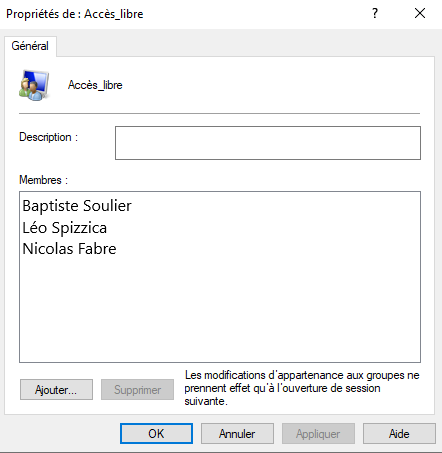 Propriétés de : Accès_libre
?
Général
Accès_libre
Description :
Membres :
Baptiste Soulier
Léo Spizzica
Nicolas Fabre
Ajouter...
Supprimer
Les modifications d'appartenance aux groupes ne
prennent effet qu'à l'ouverture de session
suivante.
OK
Annuler
Appliquer
Aide